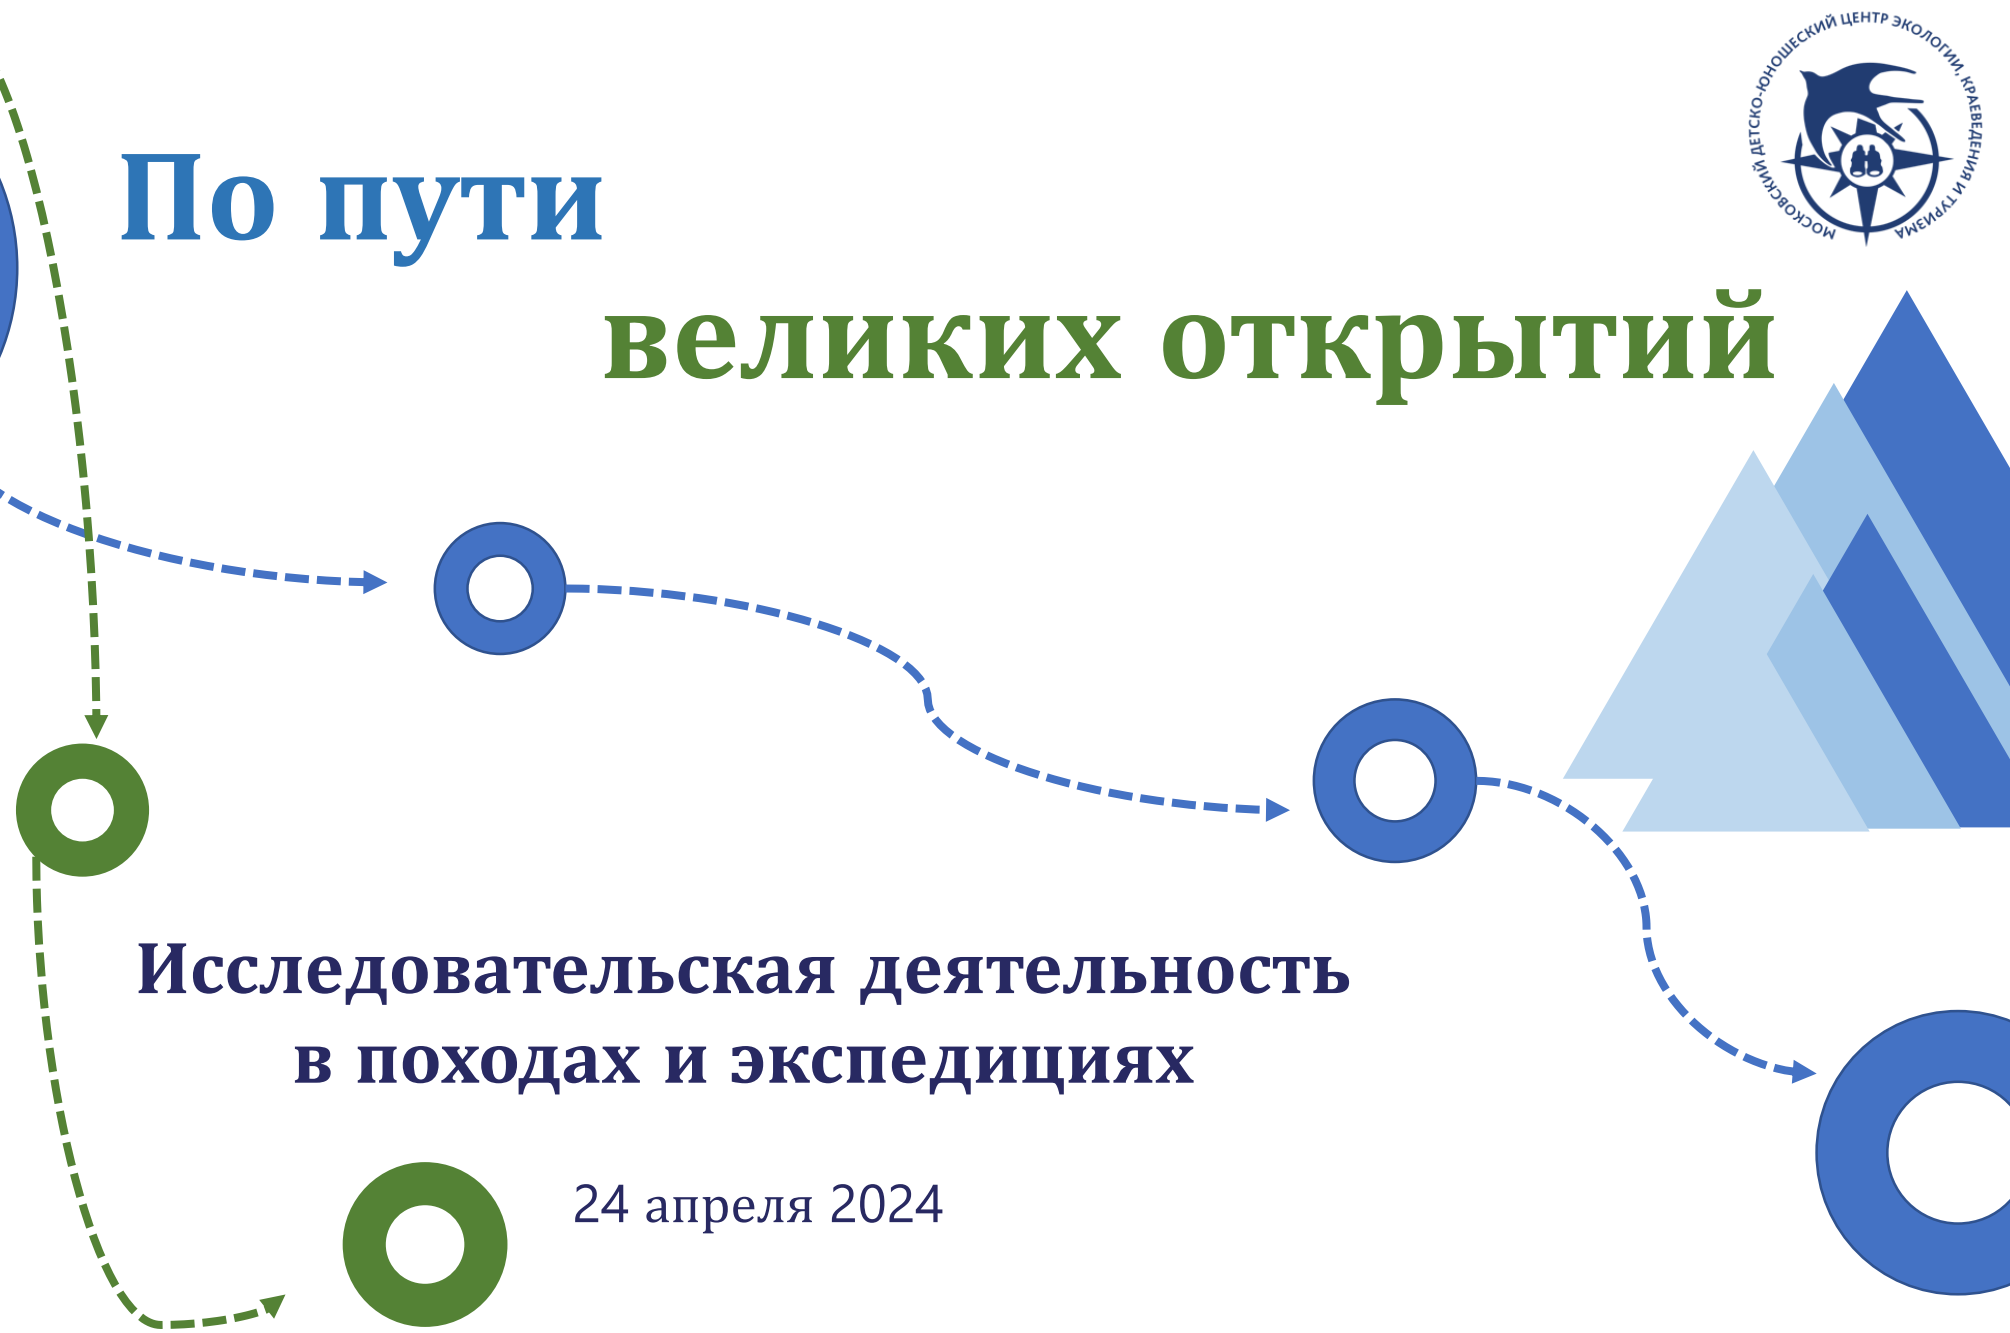 МОСКОВСКИЙ ДЕТСКО-ЮНОШЕСКИЙ ЦЕНТР ЭКОЛОГИИ, КРАЕВЕДЕНИЯ И ТУРИЗМА
По пути
великих открытий
Исследовательская деятельность
в походах и экспедициях
24 апреля 2024